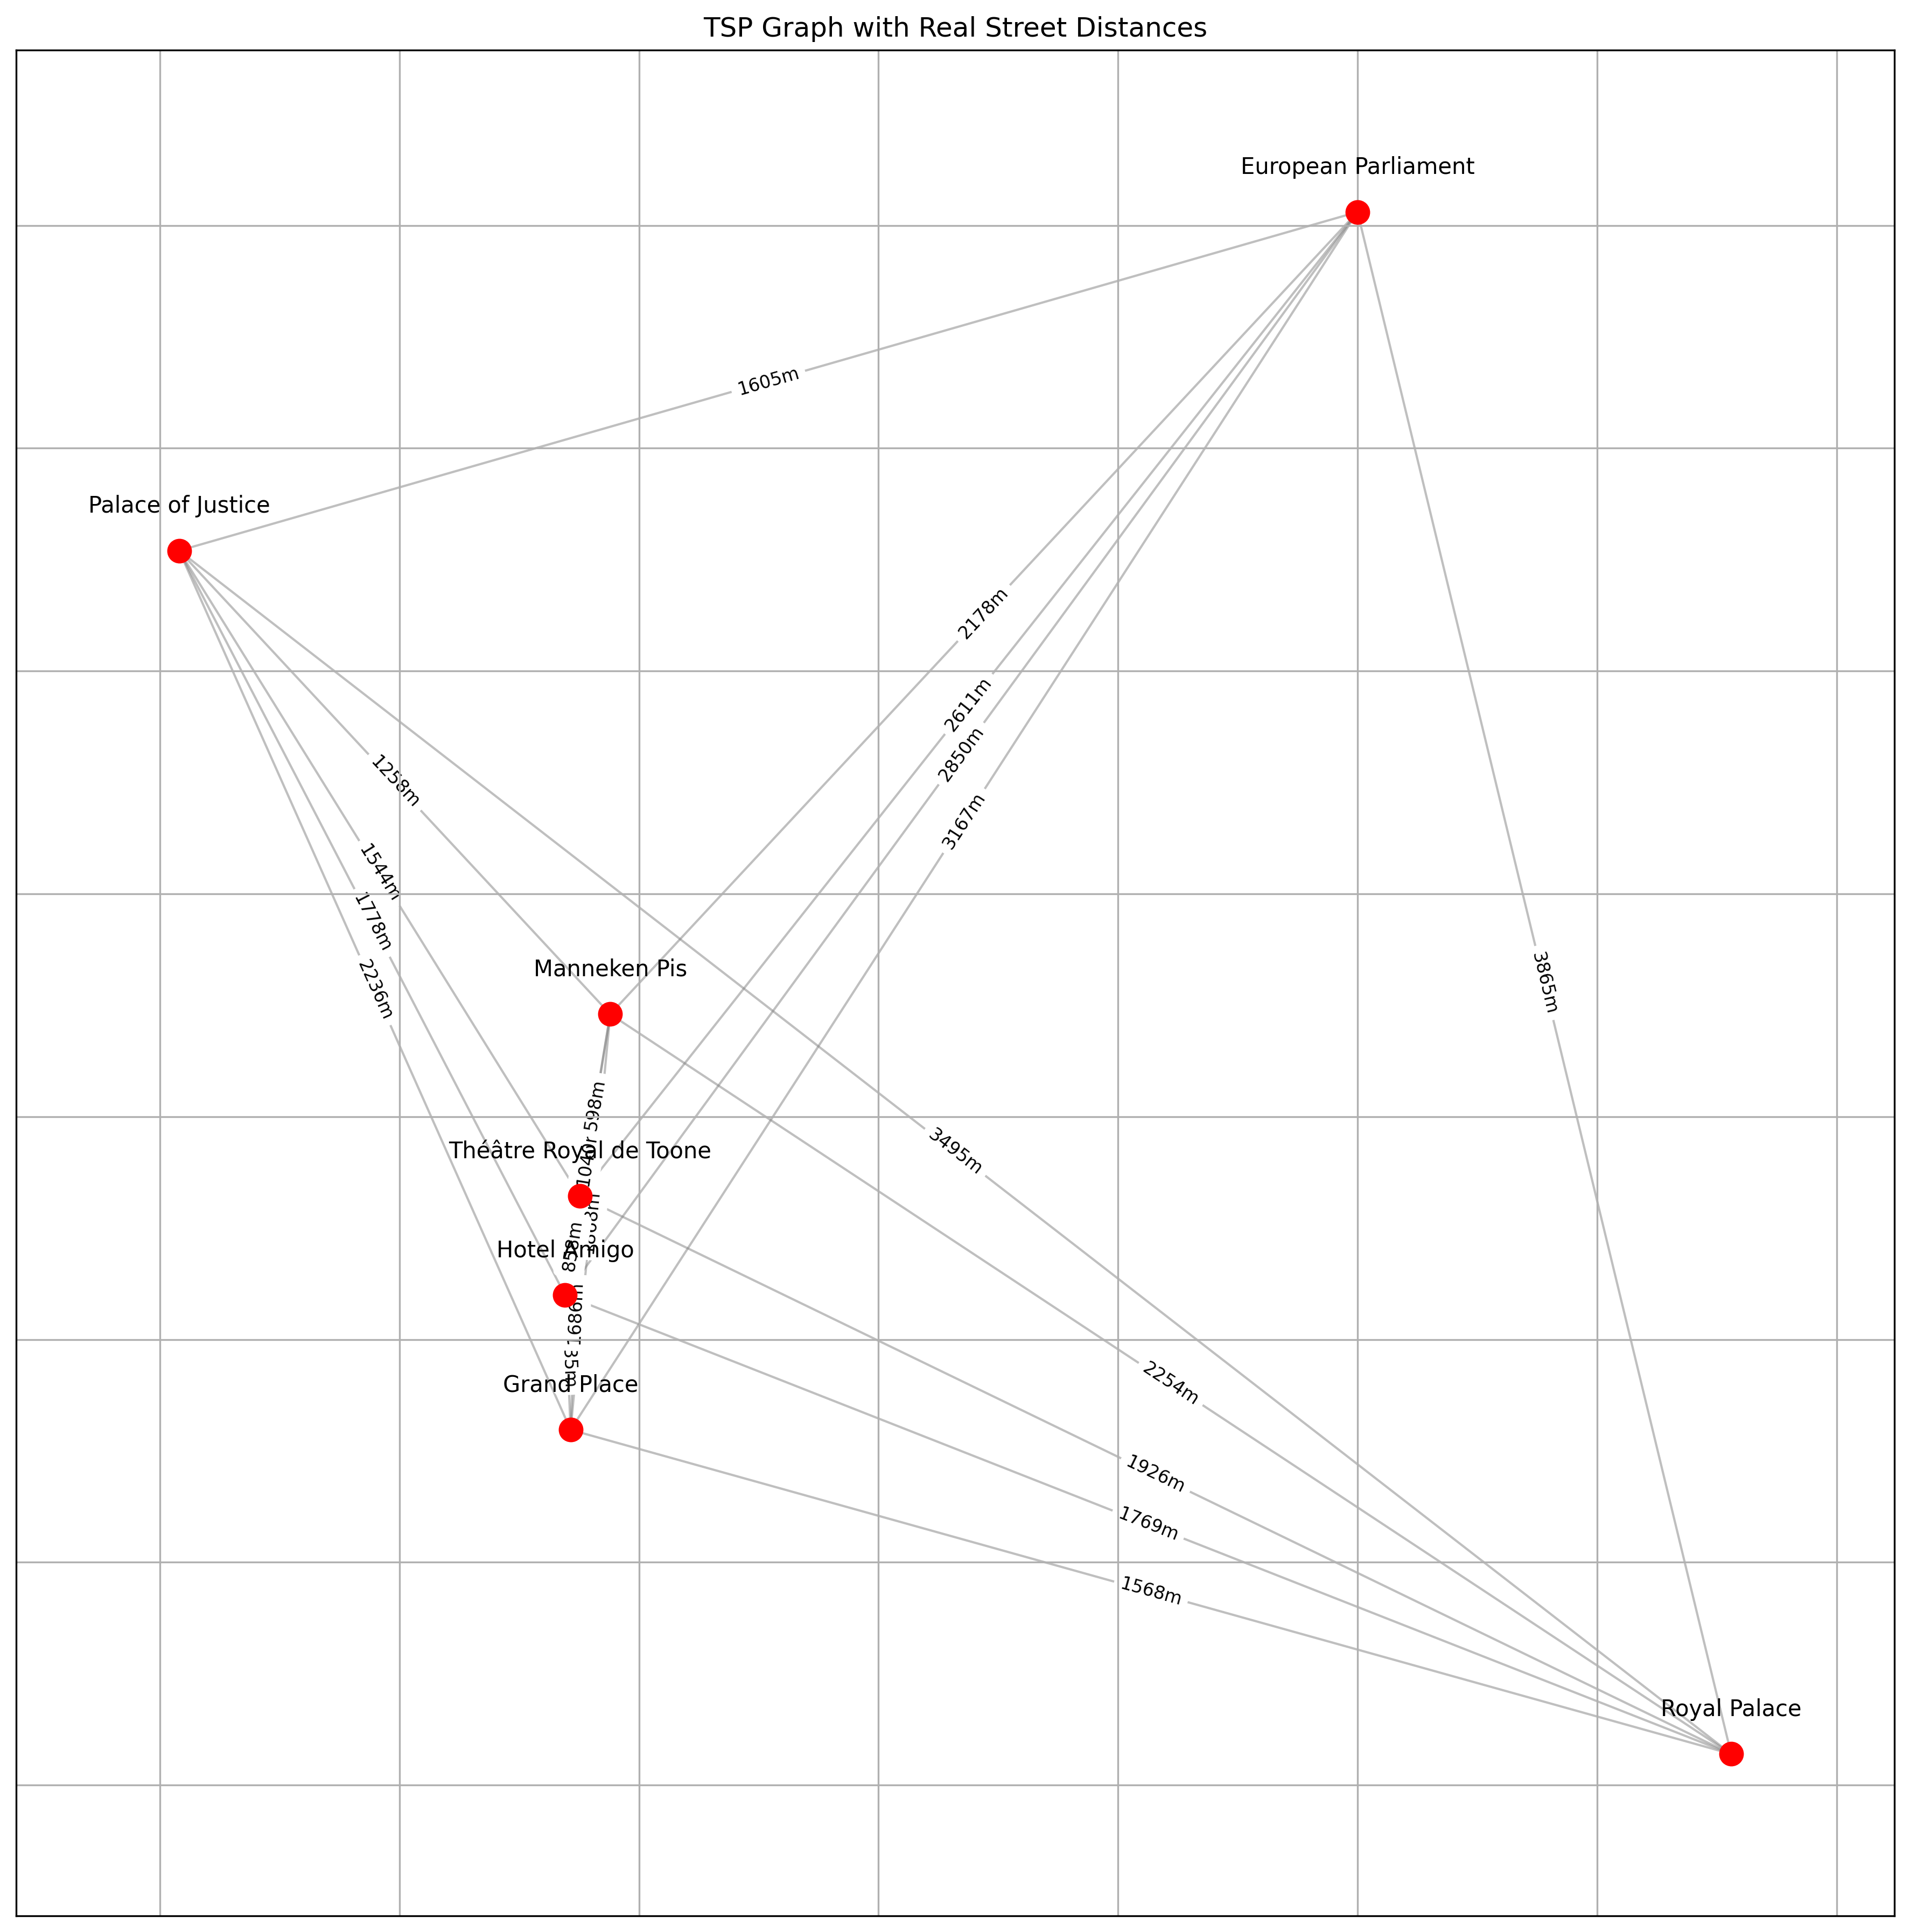 TSP Graph with Real Street Distances
European Parliament
1605m
Palace of Justice
2178m
2611m
2850m
1258m
3167m
1544m
1778m
2236m
Manneken Pis
3865m
598m
3495m
Théâtre Royal de Toone
858m
Hotel Amigo
1686m
2254m
Grand Place
1926m
1769m
1568m
Royal Palace